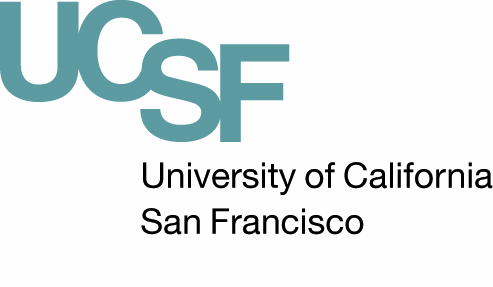 UCSF
University of California
San Francisco